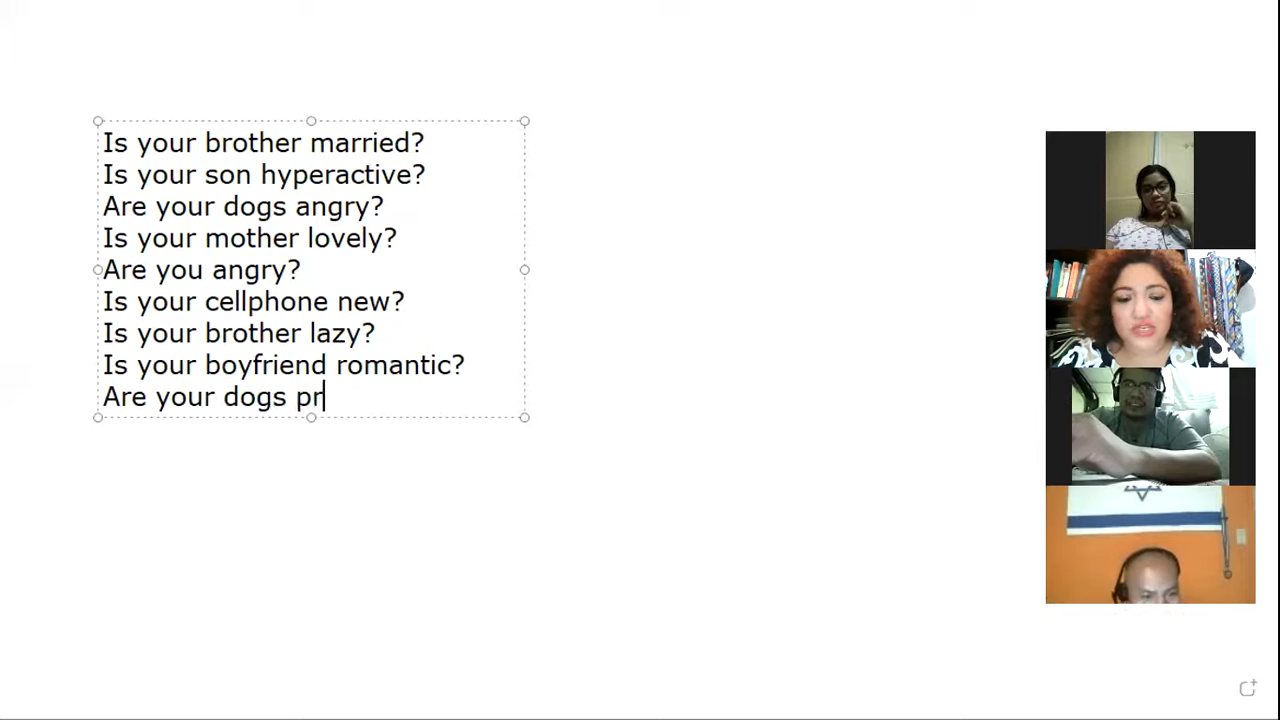 Is your brother married?
Is your son hyperactive?
Are your dogs angry?
Is your mother lovely?
Are you angry?
Is your cellphone new?
Is your brother lazy?
Is your boyfriend romantic?
Are your dogs pr